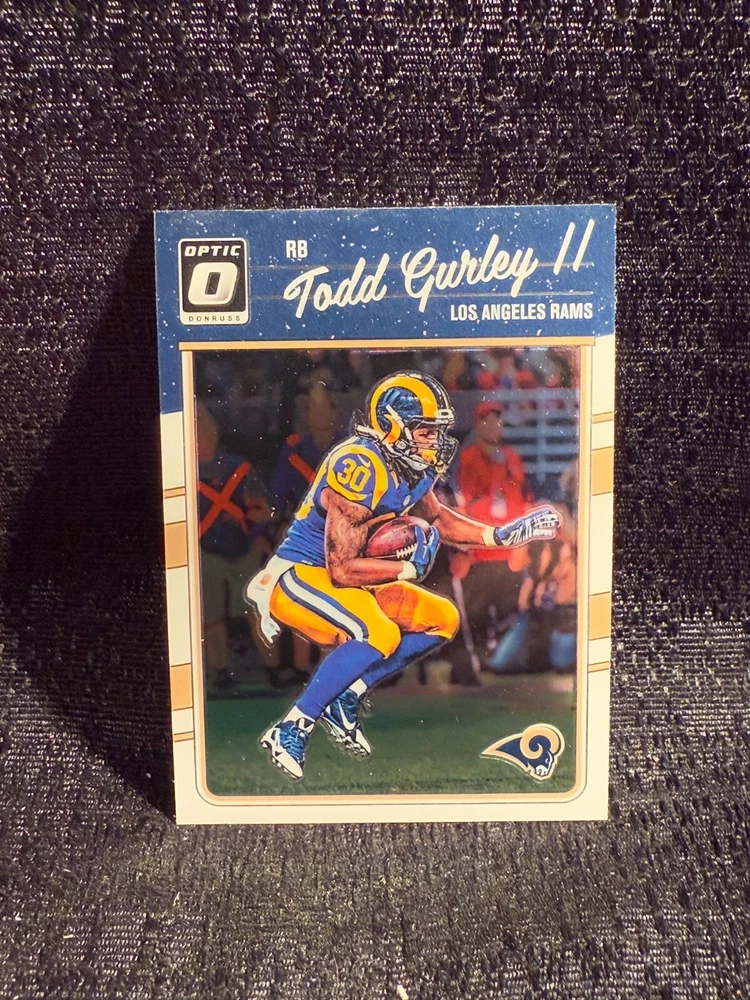 OPTIC
O
DONRUSS
RB
Todd Gurley II
LOS ANGELES RAMS
30